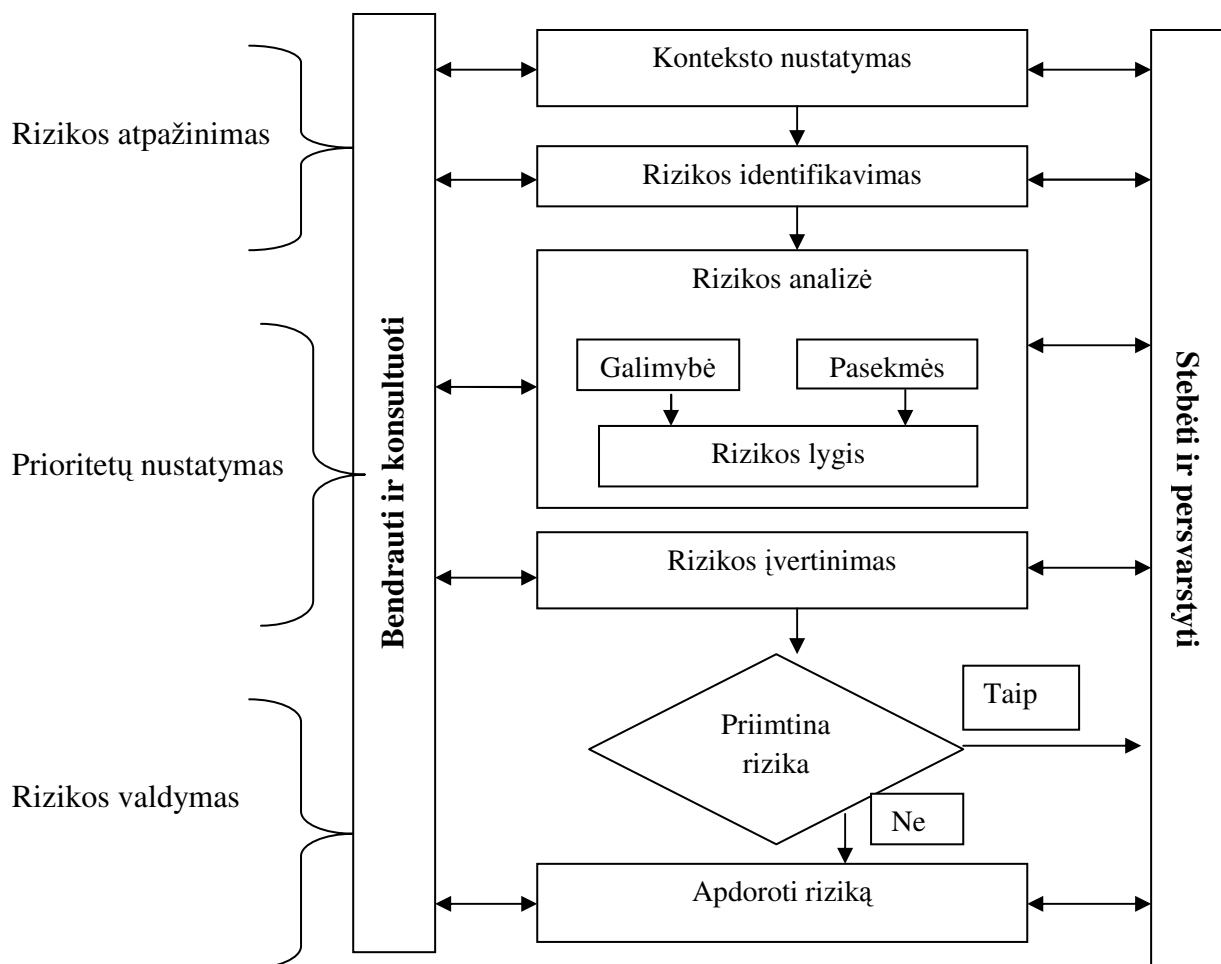 Konteksto nustatymas
Rizikos atpažinimas
Rizikos identifikavimas
Rizikos analizė
Galimybė
Pasekmės
Rizikos lygis
Prioritetų nustatymas
Bendrauti ir konsultuoti
Stebėti ir persvarstyti
Rizikos įvertinimas
Taip
Priimtina
rizika
Rizikos valdymas
Ne
Apdoroti riziką